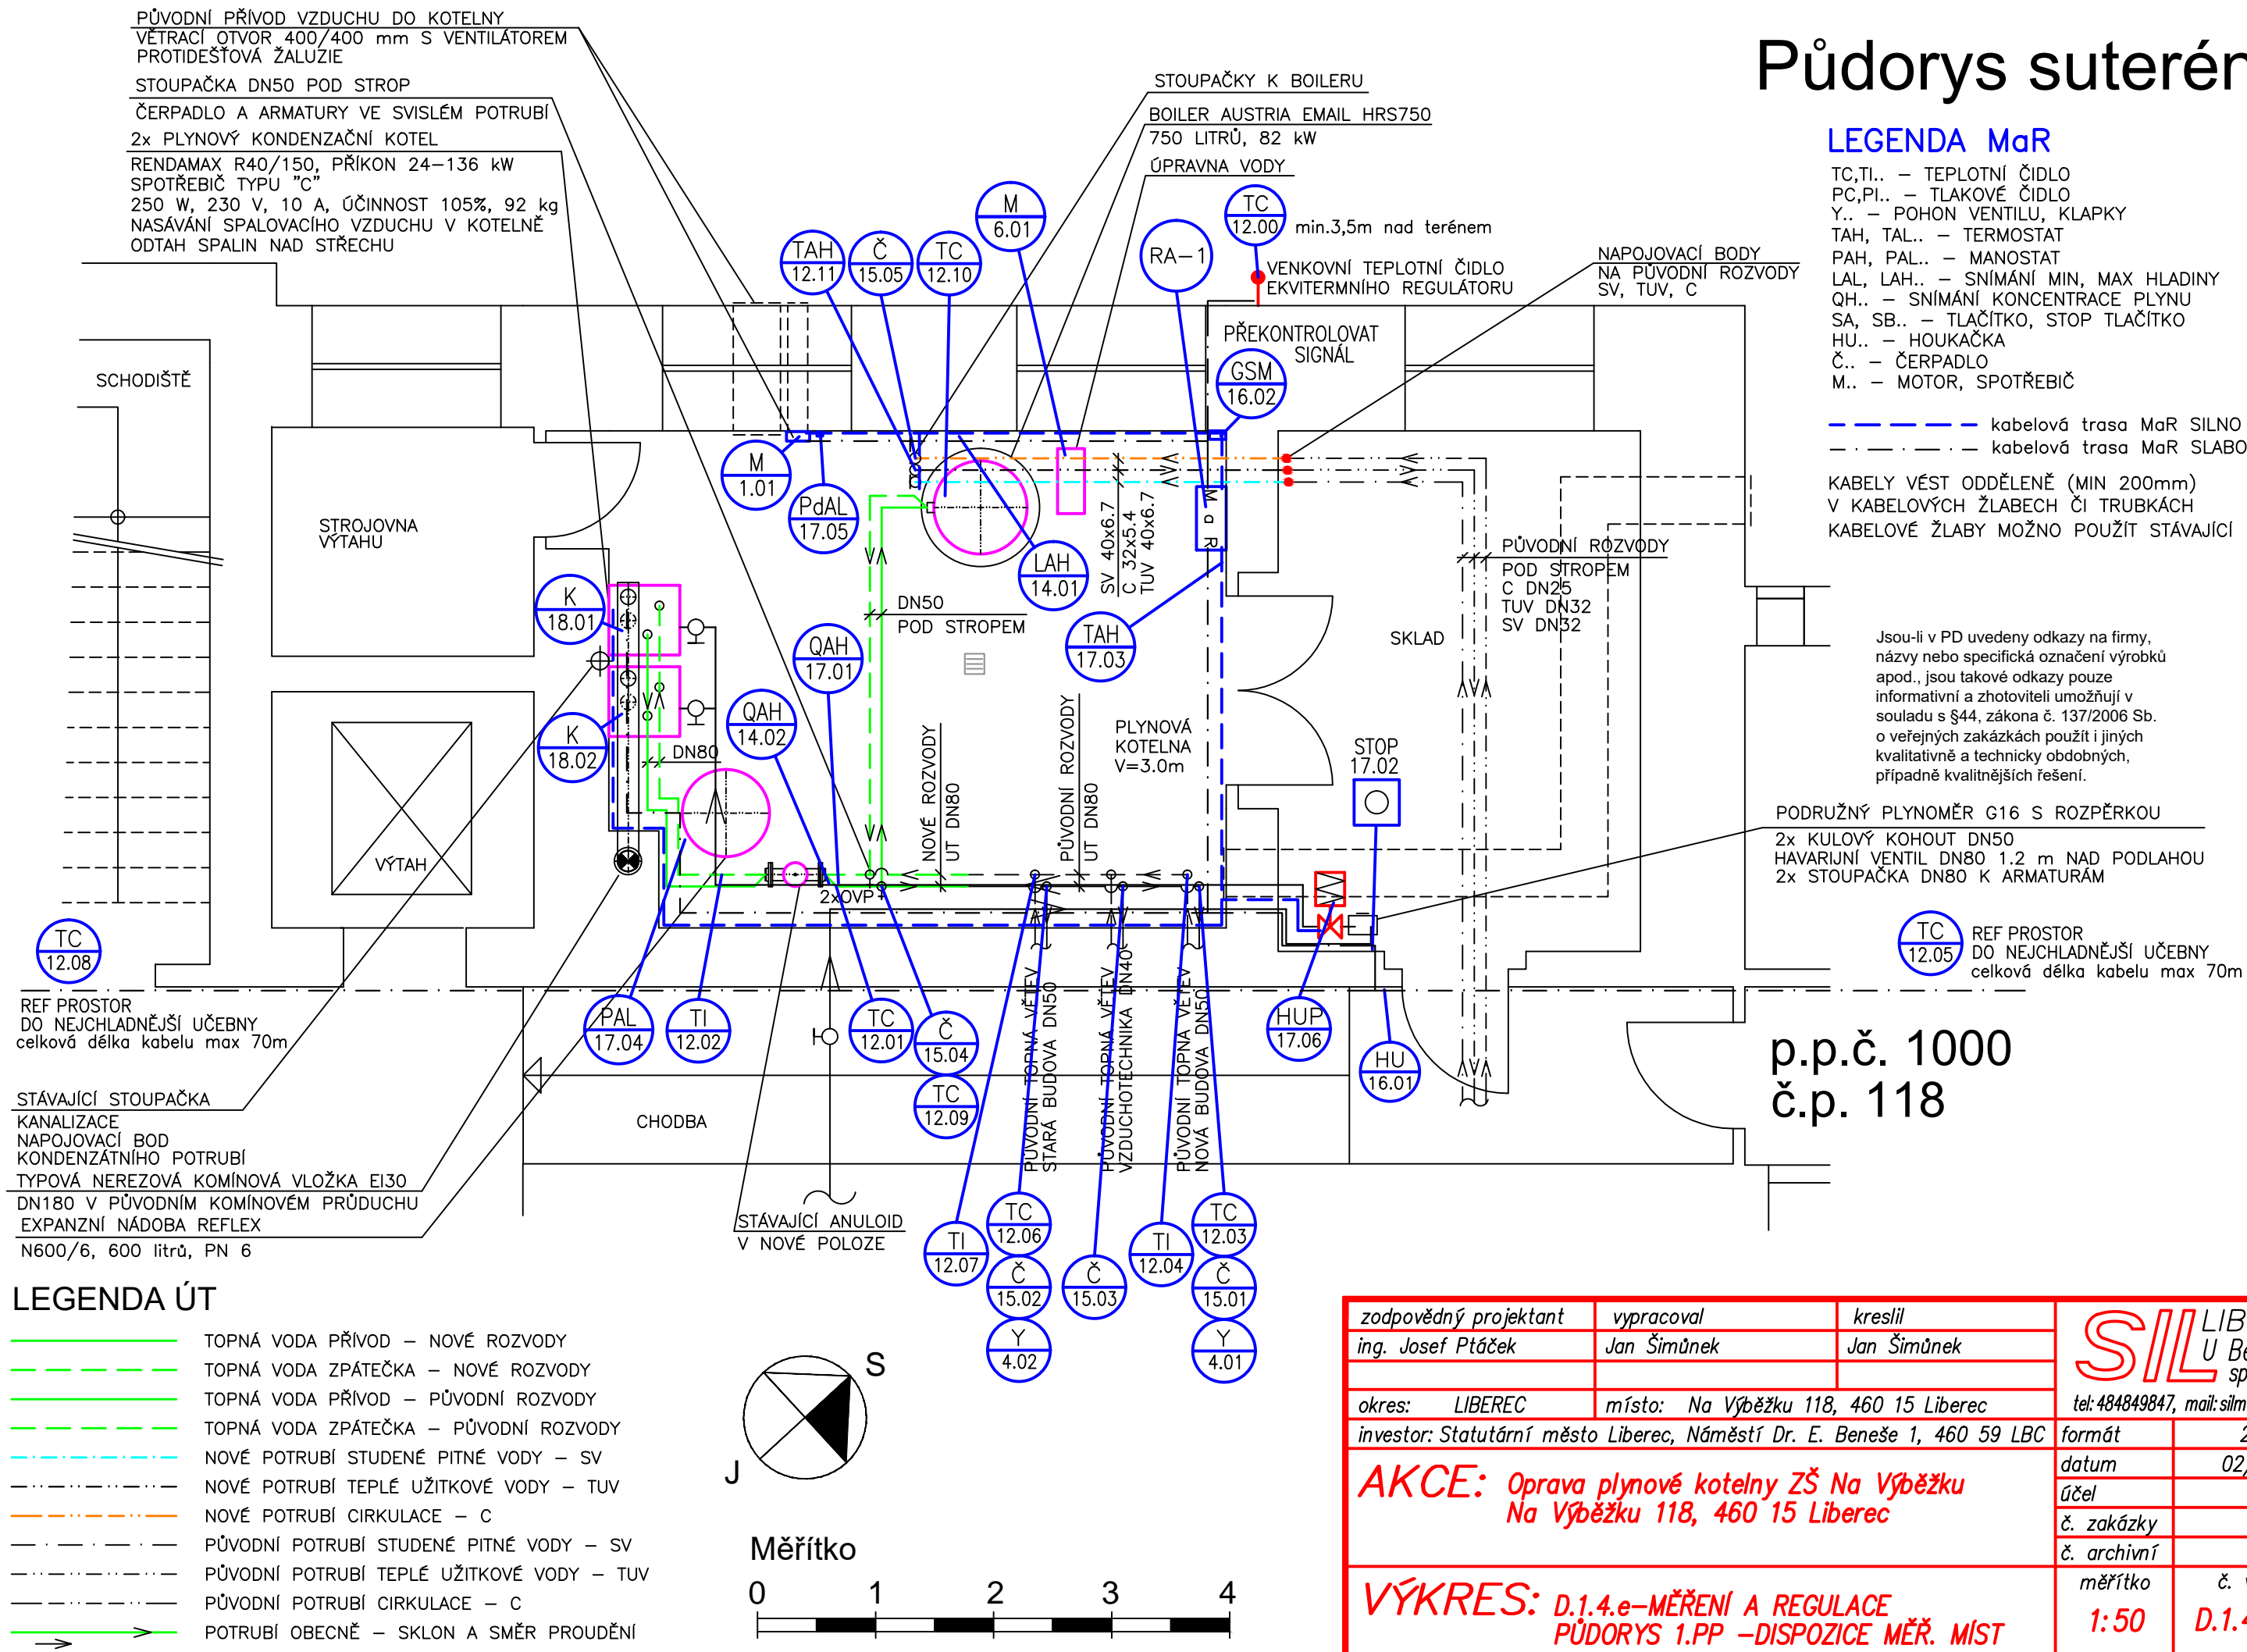 PŮVODNÍ PŘÍVOD VZDUCHU DO KOTELNY
VĚTRACÍ OTVOR 400/400 mm S VENTILÁTOREM
PROTIDEŠŤOVÁ ŽALUZIE
STOUPAČKA DN50 POD STROP
ČERPADLO A ARMATURY VE SVISLÉM POTRUBÍ
2x PLYNOVÝ KONDENZAČNÍ KOTEL
RENDAMAX R40/150, PŘÍKON 24-136 kW
SPOTŘEBIČ TYPU "C"
250 W, 230 V, 10 A, ÚČINNOST 105%, 92 kg
NASÁVÁNÍ SPALOVACÍHO VZDUCHU V KOTELNĚ
ODTAH SPALIN NAD STŘECHU
STOUPAČKY K BOILERU
BOILER AUSTRIA EMAIL HRS750
750 LITRŮ, 82 kW
ÚPRAVNA VODY
Půdorys suterén
LEGENDA MaR
TC,TI.. – TEPLOTNÍ ČIDLO
PC,PI.. – TLAKOVÉ ČIDLO
Y.. – POHON VENTILU, KLAPKY
TAH, TAL.. – TERMOSTAT
PAH, PAL.. – MANOSTAT
LAL, LAH.. – SNÍMÁNÍ MIN, MAX HLADINY
QH.. – SNÍMÁNÍ KONCENTRACE PLYNU
SA, SB.. – TLAČÍTKO, STOP TLAČÍTKO
HU.. – HOUKAČKA
Č.. – ČERPADLO
M.. – MOTOR, SPOTŘEBIČ
kabelová trasa MaR SILNO
kabelová trasa MaR SLABO
KABELY VÉST ODDĚLENĚ (MIN 200mm)
V KABELOVÝCH ŽLABECH ČI TRUBKÁCH
KABELOVÉ ŽLABY MOŽNO POUŽÍT STÁVAJÍCÍ
M
6.01
TC
12.00
min.3,5m nad terénem
TAH
12.11
Č
15.05
TC
12.10
RA-1
VENKOVNÍ TEPLOTNÍ ČIDLO
EKVITERMNÍHO REGULÁTORU
NAPOJOVACÍ BODY
NA PŮVODNÍ ROZVODY
SV, TUV, C
PŘEKONTROLOVAT
SIGNÁL
GSM
16.02
SCHODIŠTĚ
STROJOVNA
VÝTAHU
VÝTAH
M
1.01
PdAL
17.05
LAH
14.01
SV 40x6.7
C 32x5.4
TUV 40x6.7
M a R
PŮVODNÍ ROZVODY
POD STROPEM
C DN25
TUV DN32
SV DN32
SKLAD
K
18.01
K
18.02
DN50
POD STROPEM
TAH
17.03
QAH
17.01
QAH
14.02
DN80
NOVÉ ROZVODY
UT DN80
PŮVODNÍ ROZVODY
UT DN80
PLYNOVÁ
KOTELNA
V=3.0m
STOP
17.02
2xOVP
Jsou-li v PD uvedeny odkazy na firmy,
názvy nebo specifická označení výrobků
apod., jsou takové odkazy pouze
informativní a zhotoviteli umožňují v
souladu s §44, zákona č. 137/2006 Sb.
o veřejných zakázkách použít i jiných
kvalitativně a technicky obdobných,
případně kvalitnějších řešení.
PODRUŽNÝ PLYNOMĚR G16 S ROZPĚRKOU
2x KULOVÝ KOHOUT DN50
HAVARIJNÍ VENTIL DN80 1.2 m NAD PODLAHOU
2x STOUPAČKA DN80 K ARMATURÁM
TC
12.05
REF PROSTOR
DO NEJCHLADNĚJŠÍ UČEBNY
celková délka kabelu max 70m
TC
12.08
REF PROSTOR
DO NEJCHLADNĚJŠÍ UČEBNY
celková délka kabelu max 70m
PAL
17.04
TI
12.02
TC
12.01
Č
15.04
TC
12.09
PŮVODNÍ TOPNÁ VĚTEV
STARÁ BUDOVA DN50
PŮVODNÍ TOPNÁ VĚTEV
VZDUCHOTECHNIKA DN40
PŮVODNÍ TOPNÁ VĚTEV
NOVÁ BUDOVA DN50
HUP
17.06
HU
16.01
p.p.č. 1000
č.p. 118
CHODBA
STÁVAJÍCÍ STOUPAČKA
KANALIZACE
NAPOJOVACÍ BOD
KONDENZÁTNÍHO POTRUBÍ
TYPOVÁ NEREZOVÁ KOMÍNOVÁ VLOŽKA EI30
DN180 V PŮVODNÍM KOMÍNOVÉM PRŮDUCHU
EXPANZNÍ NÁDOBA REFLEX
N600/6, 600 litrů, PN 6
STÁVAJÍCÍ ANULOID
V NOVÉ POLOZE
TI
12.07
TC
12.06
Č
15.02
Y
4.02
Č
15.03
TI
12.04
TC
12.03
Č
15.01
Y
4.01
LEGENDA ÚT
TOPNÁ VODA PŘÍVOD – NOVÉ ROZVODY
TOPNÁ VODA ZPÁTEČKA – NOVÉ ROZVODY
TOPNÁ VODA PŘÍVOD – PŮVODNÍ ROZVODY
TOPNÁ VODA ZPÁTEČKA – PŮVODNÍ ROZVODY
NOVÉ POTRUBÍ STUDENÉ PITNÉ VODY – SV
NOVÉ POTRUBÍ TEPLÉ UŽITKOVÉ VODY – TUV
NOVÉ POTRUBÍ CIRKULACE – C
PŮVODNÍ POTRUBÍ STUDENÉ PITNÉ VODY – SV
PŮVODNÍ POTRUBÍ TEPLÉ UŽITKOVÉ VODY – TUV
PŮVODNÍ POTRUBÍ CIRKULACE – C
POTRUBÍ OBECNĚ – SKLON A SMĚR PROUDĚNÍ
S
J
Měřítko
0 1 2 3 4
zodpovědný projektant vypracoval kreslil
ing. Josef Ptáček Jan Šimůnek Jan Šimůnek
okres: LIBEREC místo: Na Výběžku 118, 460 15 Liberec
investor: Statutární město Liberec, Náměstí Dr. E. Beneše 1, 460 59 LBC
SIL
LIB
U Be
sp
tel: 484849847, mail: silm
formát 2
datum 02/
účel
č. zakázky
č. archivní
AKCE: Oprava plynové kotelny ZŠ Na Výběžku
Na Výběžku 118, 460 15 Liberec
VÝKRES: D.1.4.e-MĚŘENÍ A REGULACE
PŮDORYS 1.PP -DISPOZICE MĚŘ. MÍST
měřítko č. v
1:50 D.1.4